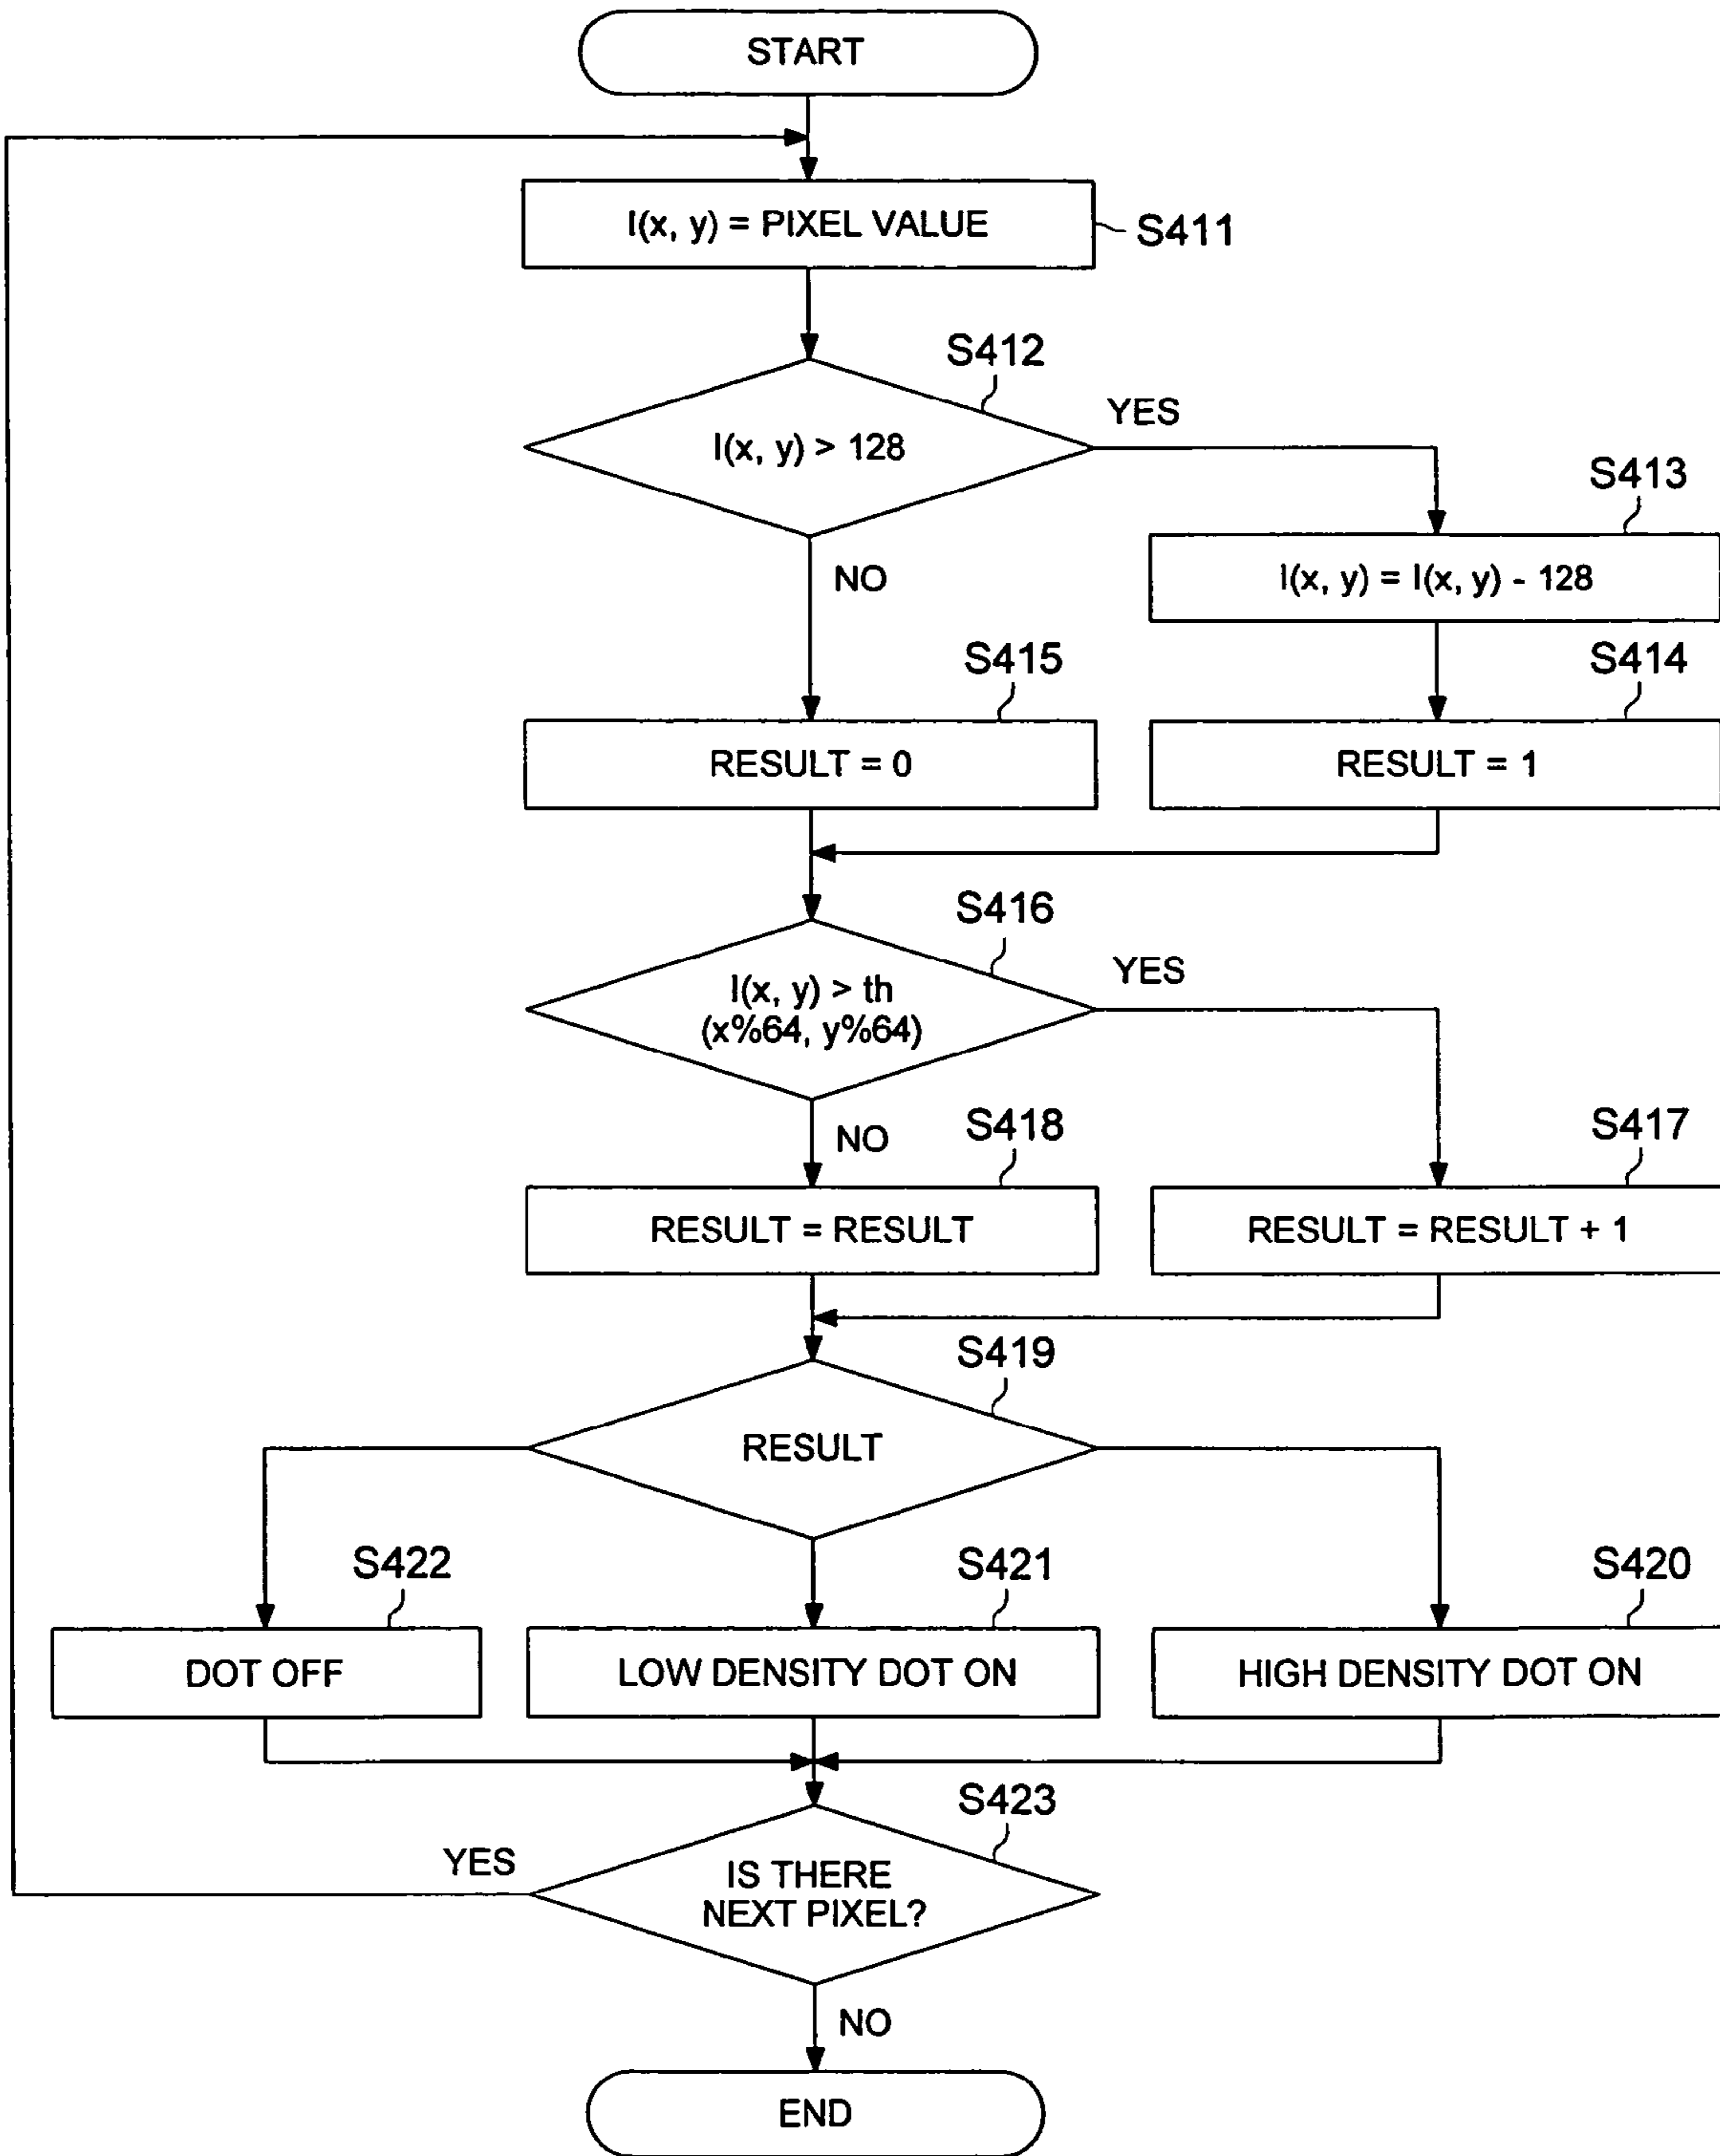 START
I(x, y) = PIXEL VALUE
S411
S412
I(x, y) > 128
YES
NO
S413
I(x, y) = I(x, y) - 128
S415
S414
RESULT = 0
RESULT = 1
S416
I(x, y) > th
(x%64, y%64)
YES
NO
S418
S417
RESULT = RESULT
RESULT = RESULT + 1
S419
RESULT
S422
S421
S420
DOT OFF
LOW DENSITY DOT ON
HIGH DENSITY DOT ON
S423
YES
IS THERE
NEXT PIXEL?
NO
END